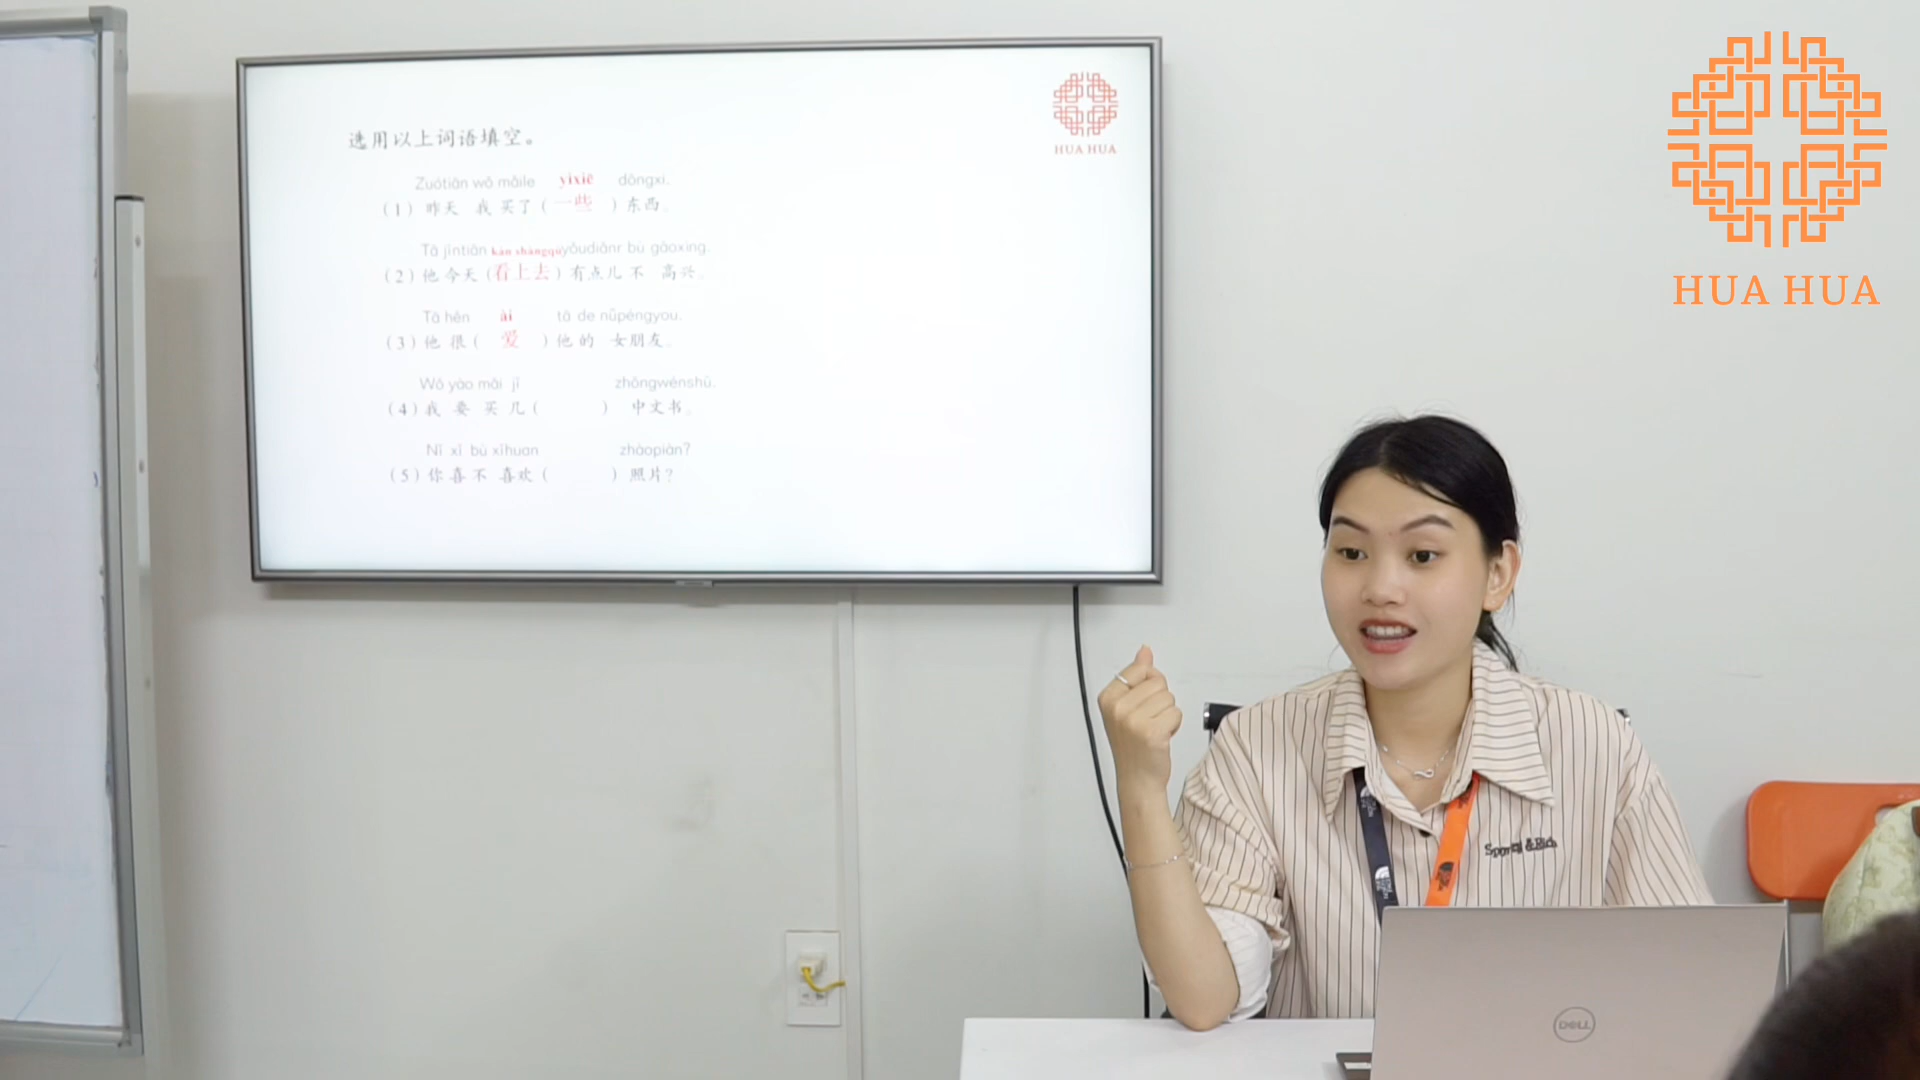 选用以上词语填空。
HUA HUA
Zuótiān wǒ mǎile yìxiē dōngxi.
(1) 昨天 我 买了 ( 一些 ) 东西。
Tā jīntiān kàn shàngqù yǒudiǎnr bù gāoxìng.
(2) 他 今天 (看上去) 有点儿 不 高兴。
Tā hěn ài tā de nǚpéngyou.
(3) 他 很 ( 爱 ) 他 的 女朋友。
Wǒ yào mǎi jǐ zhōngwénshū.
(4) 我 要 买 几 ( ) 中文书。
Nǐ xǐ bù xǐhuan zhàopiàn?
(5) 你 喜 不 喜欢 ( ) 照片?
HUA HUA
DELL